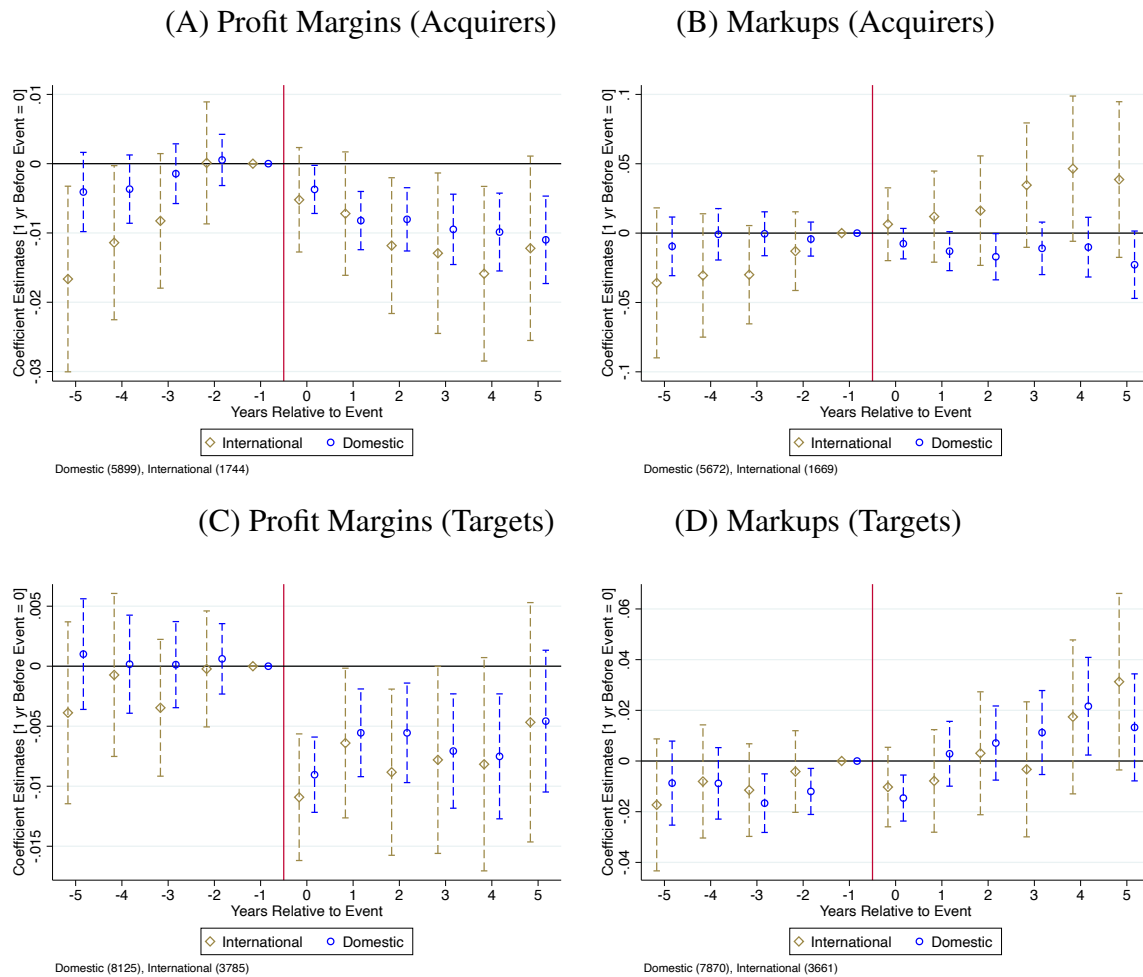 (A) Profit Margins (Acquirers)
(B) Markups (Acquirers)
Coefficient Estimates [1 yr Before Event = 0]
.01
0
-.01
-.02
-.03
-5 -4 -3 -2 -1 0 1 2 3 4 5
Years Relative to Event
International Domestic
Domestic (5899), International (1744)
Coefficient Estimates [1 yr Before Event = 0]
.1
.05
0
-.05
-.1
-5 -4 -3 -2 -1 0 1 2 3 4 5
Years Relative to Event
International Domestic
Domestic (5672), International (1669)
(C) Profit Margins (Targets)
(D) Markups (Targets)
Coefficient Estimates [1 yr Before Event = 0]
.005
0
-.005
-.01
-.015
-5 -4 -3 -2 -1 0 1 2 3 4 5
Years Relative to Event
International Domestic
Domestic (8125), International (3785)
Coefficient Estimates [1 yr Before Event = 0]
.06
.04
.02
0
-.02
-.04
-5 -4 -3 -2 -1 0 1 2 3 4 5
Years Relative to Event
International Domestic
Domestic (7870), International (3661)